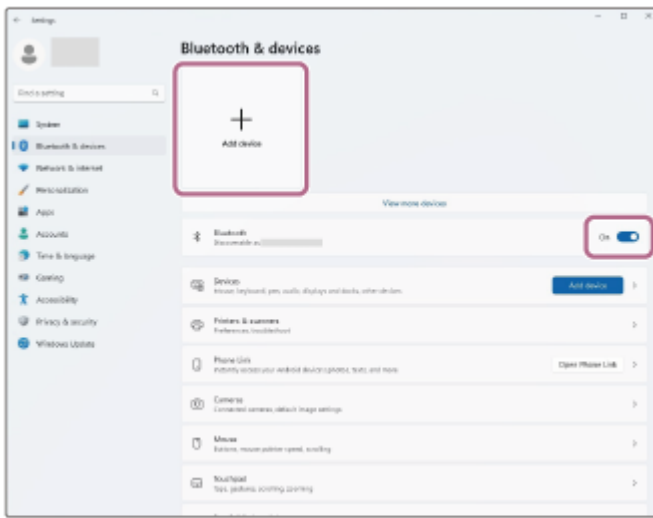 Settings
Bluetooth & devices
Find a setting
System
Bluetooth & devices
Network & internet
Personalization
Apps
Accounts
Time & language
Gaming
Accessibility
Privacy & security
Windows Update
Add device
View more devices
Bluetooth
Discoverable as
On
Devices
Mouse, keyboard, pen, audio, displays and docks, other devices
Add device
Printers & scanners
Preferences, troubleshoot
Phone Link
Instantly access your Android device's photos, texts, and more
Open Phone Link
Cameras
Connected cameras, default image settings
Mouse
Buttons, mouse pointer speed, scrolling
Touchpad
Taps, gestures, scrolling, zooming